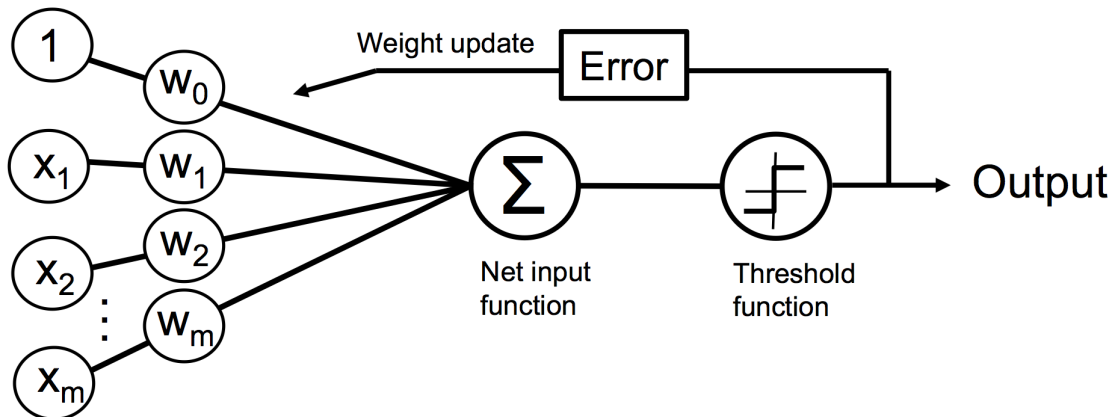 1
w0
Weight update
Error
x1
w1
Σ
Output
x2
w2
⋮
wm
xm
Net input
function
Threshold
function